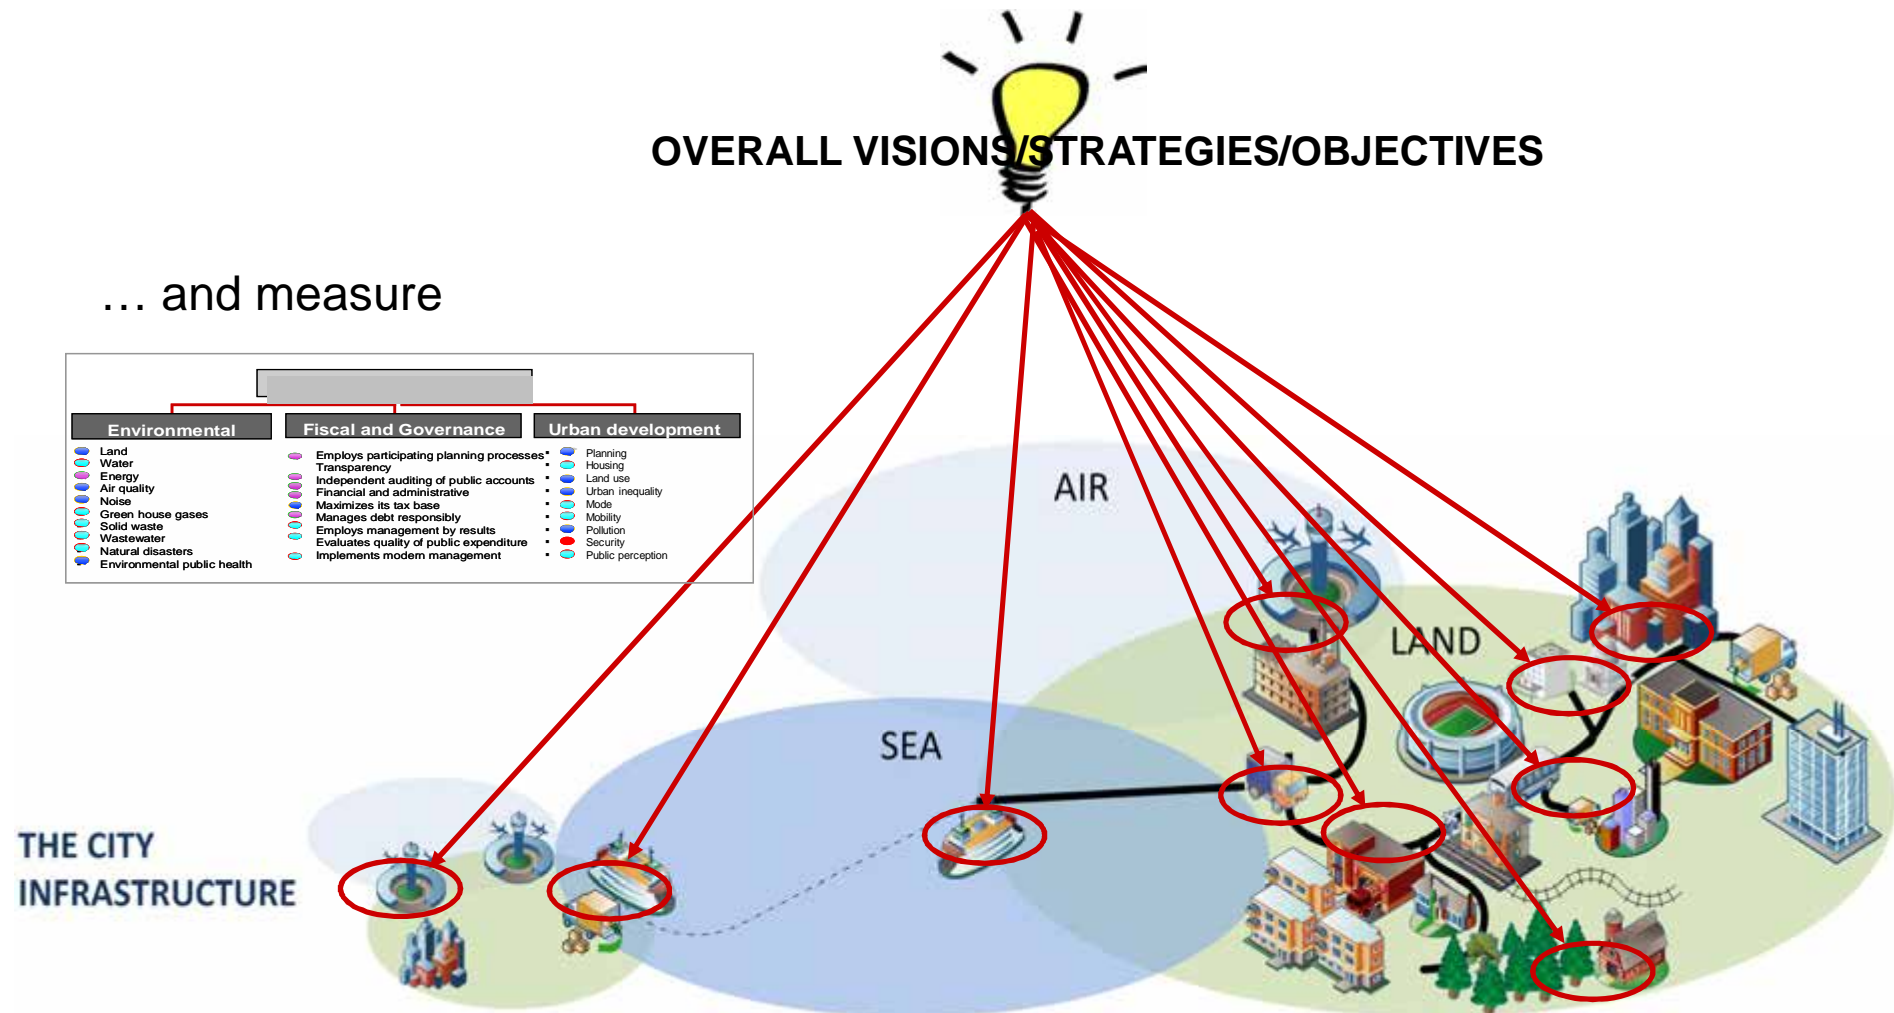 OVERALL VISIONS/STRATEGIES/OBJECTIVES
… and measure
Environmental
Land
Water
Energy
Air quality
Noise
Green house gases
Solid waste
Wastewater
Natural disasters
Environmental public health
Fiscal and Governance
Employs participating planning processes
Transparency
Independent auditing of public accounts
Financial and administrative
Maximizes its tax base
Manages debt responsibly
Employs management by results
Evaluates quality of public expenditure
Implements modern management
Urban development
Planning
Housing
Land use
Urban inequality
Mode
Mobility
Pollution
Security
Public perception
AIR
LAND
SEA
THE CITY
INFRASTRUCTURE